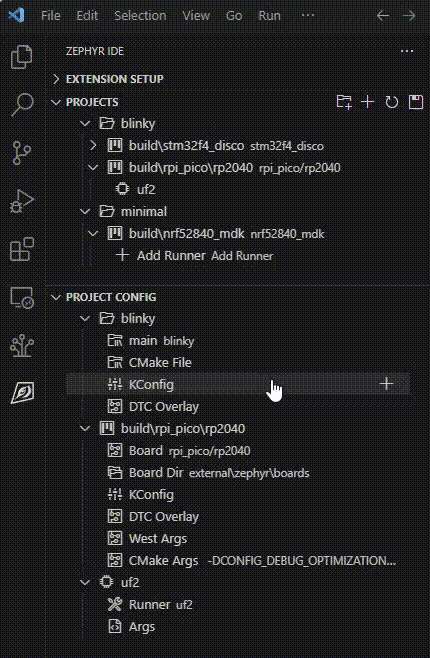 File Edit Selection View Go Run ···
ZEPHYR IDE ···
EXTENSION SETUP
PROJECTS
blinky
build\stm32f4_disco stm32f4_disco
build\rpi_pico\rp2040 rpi_pico/rp2040
uf2
minimal
build\nrf52840_mdk nrf52840_mdk
Add Runner Add Runner
PROJECT CONFIG
blinky
main blinky
CMake File
KConfig
DTC Overlay
build\rpi_pico\rp2040
Board rpi_pico/rp2040
Board Dir external\zephyr\boards
KConfig
DTC Overlay
West Args
CMake Args -DCONFIG_DEBUG_OPTIMIZATION...
uf2
Runner uf2
Args